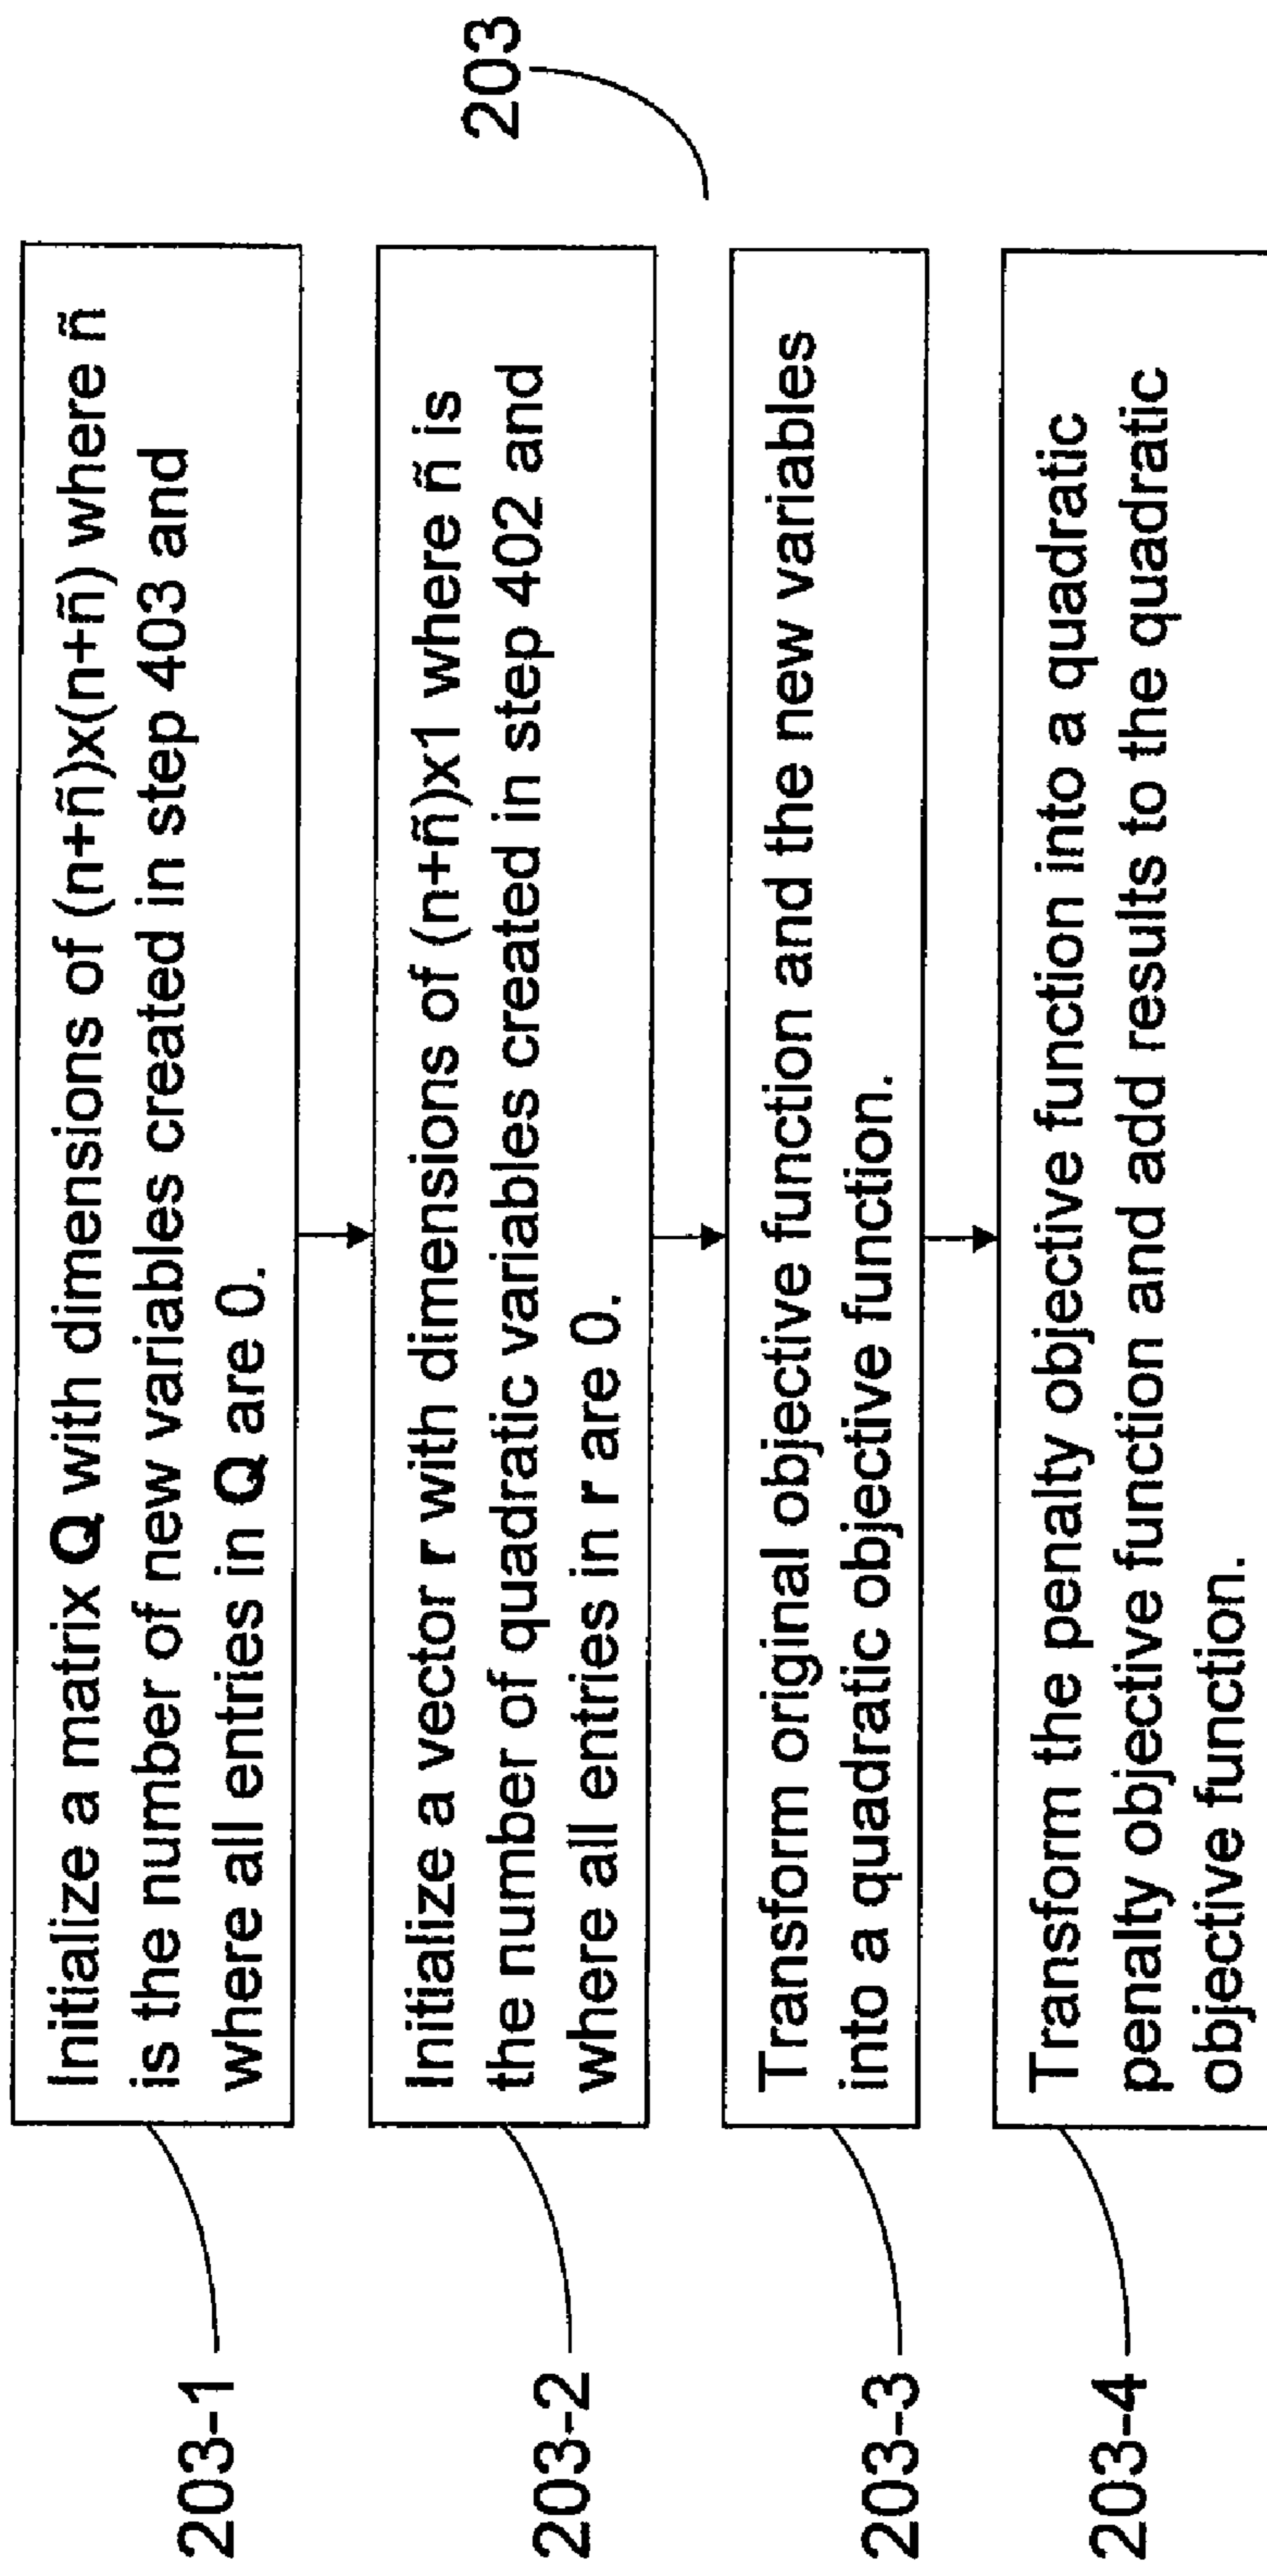 203
203-1
Initialize a matrix Q with dimensions of (n+ñ)x(n+ñ) where ñ
is the number of new variables created in step 403 and
where all entries in Q are 0.
203-2
Initialize a vector r with dimensions of (n+ñ)x1 where ñ is
the number of quadratic variables created in step 402 and
where all entries in r are 0.
203-3
Transform original objective function and the new variables
into a quadratic objective function.
203-4
Transform the penalty objective function into a quadratic
penalty objective function and add results to the quadratic
objective function.